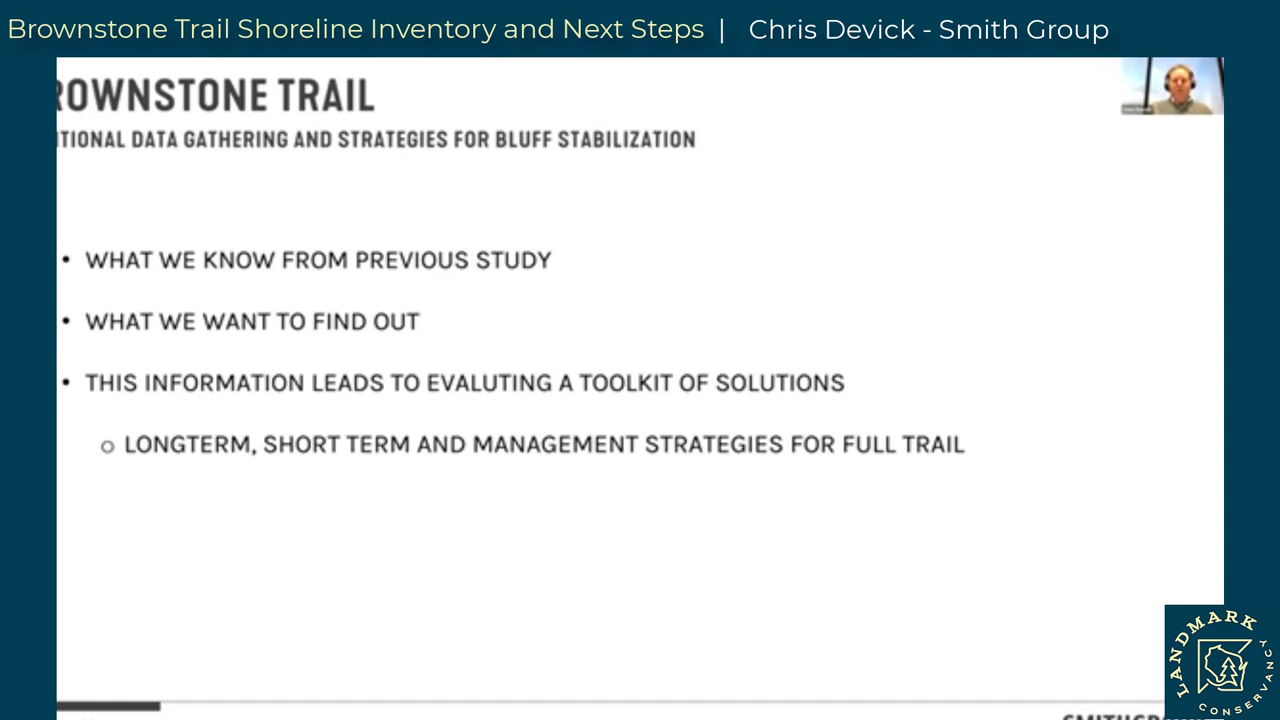 Brownstone Trail Shoreline Inventory and Next Steps | Chris Devick - Smith Group
ROWNSTONE TRAIL
ITIONAL DATA GATHERING AND STRATEGIES FOR BLUFF STABILIZATION
• WHAT WE KNOW FROM PREVIOUS STUDY
• WHAT WE WANT TO FIND OUT
• THIS INFORMATION LEADS TO EVALUTING A TOOLKIT OF SOLUTIONS
o LONGTERM, SHORT TERM AND MANAGEMENT STRATEGIES FOR FULL TRAIL
LANDMARK
CONSERVANCY